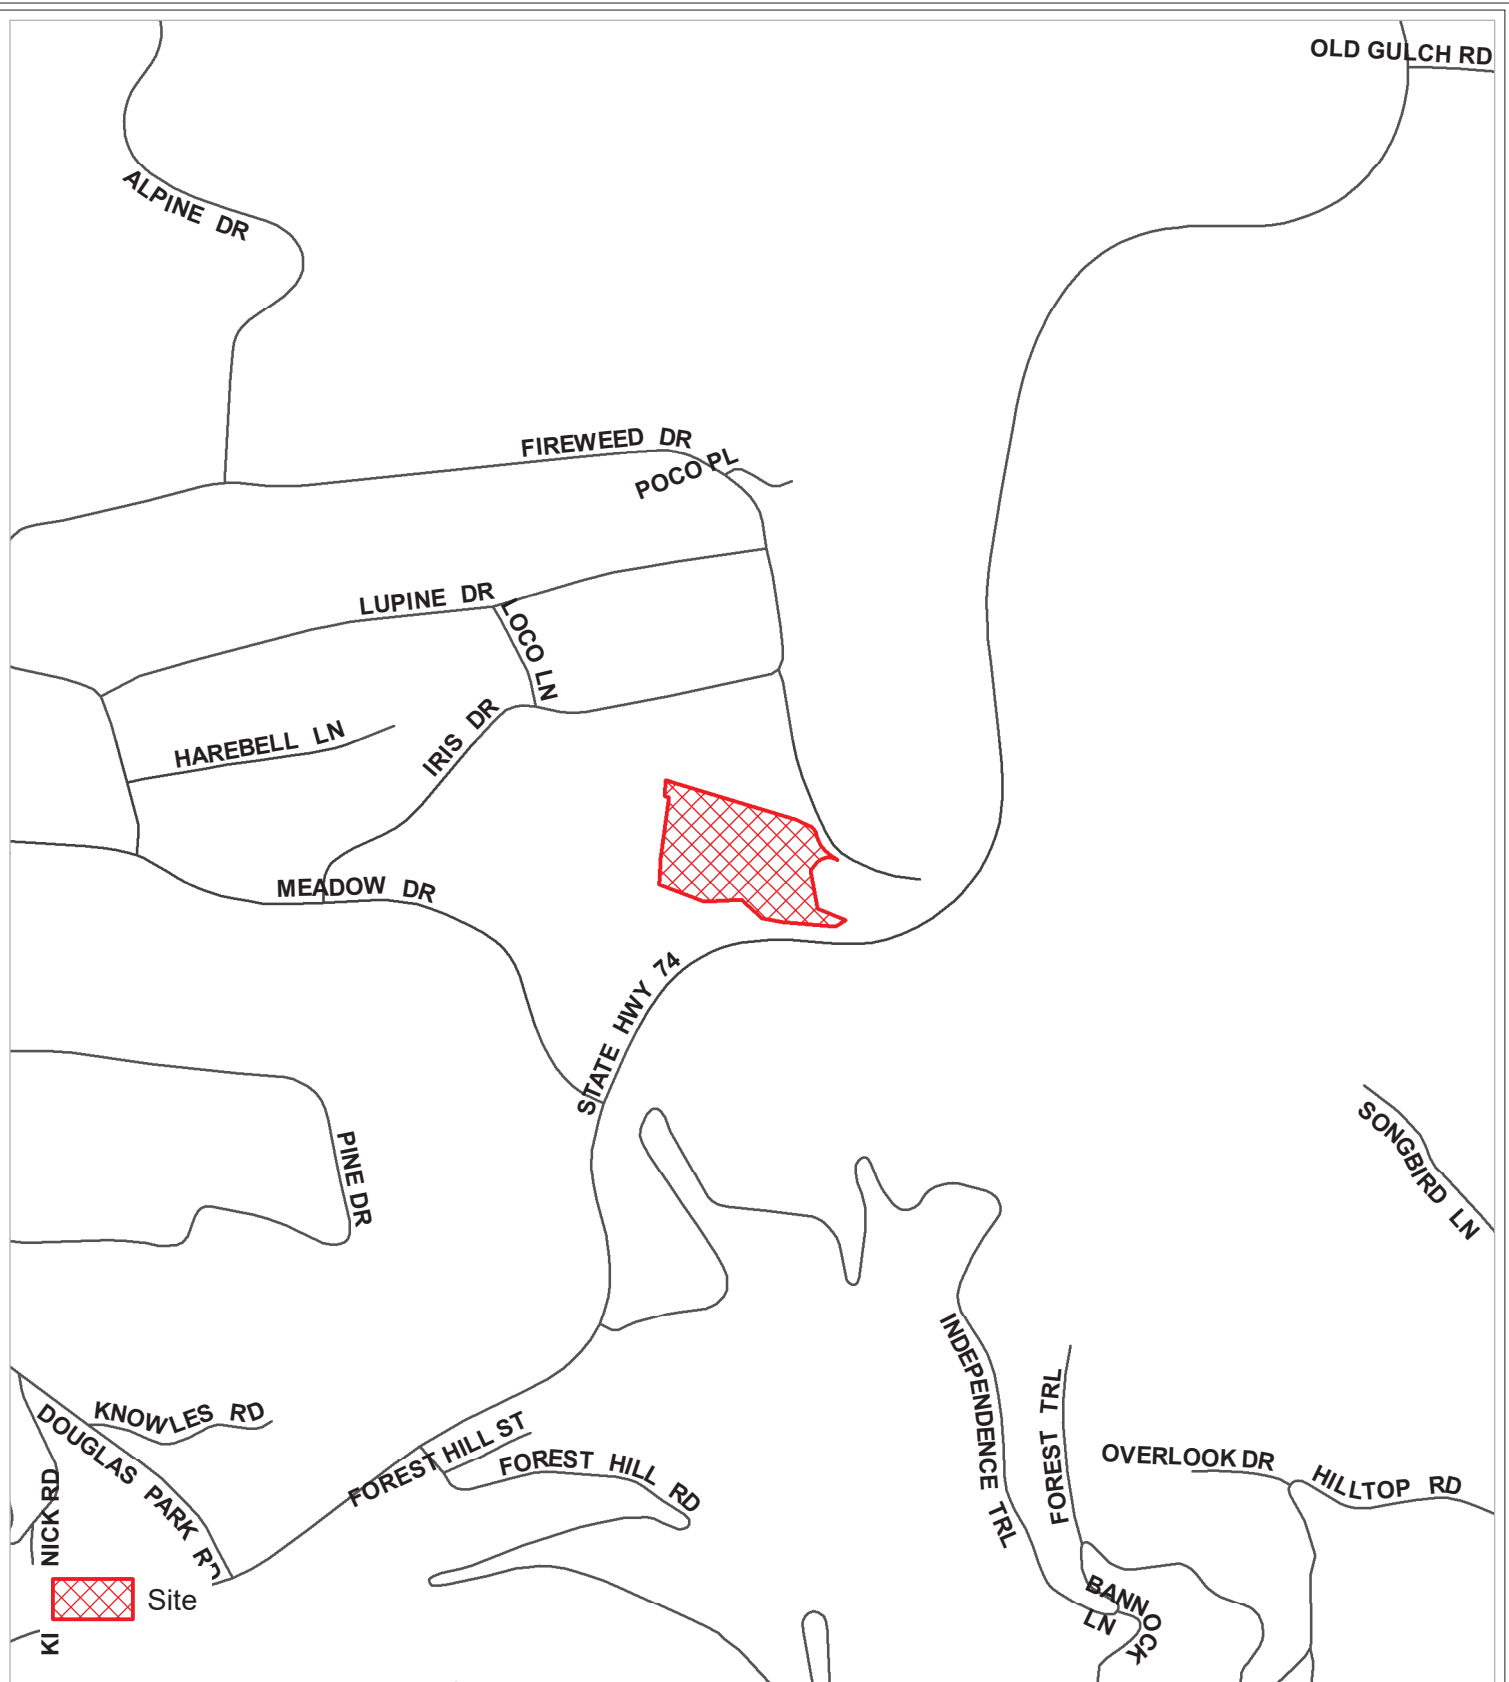 OLD GULCH RD
ALPINE DR
FIREWEED DR
POCO PL
LUPINE DR
LOCO LN
HAREBELL LN
IRIS DR
MEADOW DR
STATE HWY 74
SONGBIRD LN
PINE DR
INDEPENDENCE TRL
FOREST TRL
KNOWLES RD
DOUGLAS PARK RD
FOREST HILL ST
FOREST HILL RD
OVERLOOK DR
HILLTOP RD
NICK RD
BANNOCK LN
Site
KI